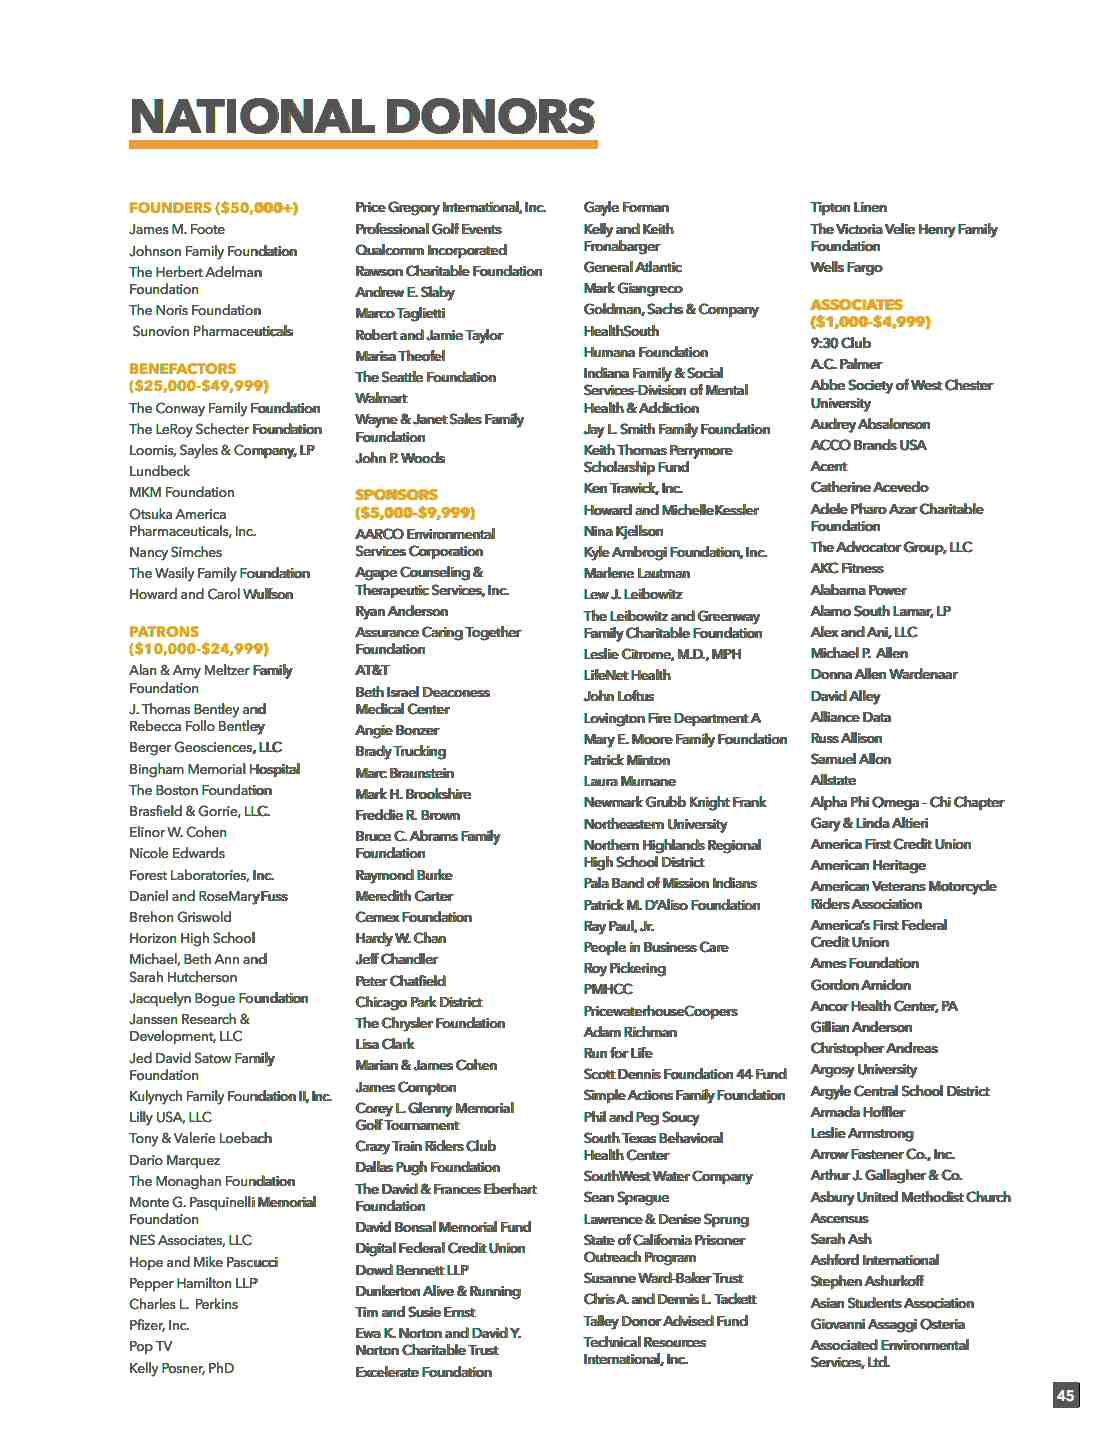 NATIONAL DONORS
FOUNDERS ($50,000+)
James M. Foote
Johnson Family Foundation
The Herbert Adelman
Foundation
The Noris Foundation
Sunovion Pharmaceuticals
BENEFACTORS
($25,000-$49,999)
The Conway Family Foundation
The LeRoy Schecter Foundation
Loomis, Sayles & Company, LP
Lundbeck
MKM Foundation
Otsuka America
Pharmaceuticals, Inc.
Nancy Simches
The Wasily Family Foundation
Howard and Carol Wulfson
PATRONS
($10,000-$24,999)
Alan & Amy Meltzer Family
Foundation
J. Thomas Bentley and
Rebecca Follo Bentley
Berger Geosciences, LLC
Bingham Memorial Hospital
The Boston Foundation
Brasfield & Gorrie, LLC.
Elinor W. Cohen
Nicole Edwards
Forest Laboratories, Inc.
Daniel and RoseMaryFuss
Brehon Griswold
Horizon High School
Michael, Beth Ann and
Sarah Hutcherson
Jacquelyn Bogue Foundation
Janssen Research &
Development, LLC
Jed David Satow Family
Foundation
Kulynych Family Foundation II, Inc.
Lilly USA, LLC
Tony & Valerie Loebach
Dario Marquez
The Monaghan Foundation
Monte G. Pasquinelli Memorial
Foundation
NES Associates, LLC
Hope and Mike Pascucci
Pepper Hamilton LLP
Charles L. Perkins
Pfizer, Inc.
Pop TV
Kelly Posner, PhD
Price Gregory International, Inc.
Professional Golf Events
Qualcomm Incorporated
Rawson Charitable Foundation
Andrew E. Slaby
Marco Taglietti
Robert and Jamie Taylor
Marisa Theofel
The Seattle Foundation
Walmart
Wayne & Janet Sales Family
Foundation
John P. Woods
SPONSORS
($5,000-$9,999)
AARCO Environmental
Services Corporation
Agape Counseling &
Therapeutic Services, Inc.
Ryan Anderson
Assurance Caring Together
Foundation
AT&T
Beth Israel Deaconess
Medical Center
Angie Bonzer
Brady Trucking
Marc Braunstein
Mark H. Brookshire
Freddie R. Brown
Bruce C. Abrams Family
Foundation
Raymond Burke
Meredith Carter
Cemex Foundation
Hardy W. Chan
Jeff Chandler
Peter Chatfield
Chicago Park District
The Chrysler Foundation
Lisa Clark
Marian & James Cohen
James Compton
Corey L. Glenny Memorial
Golf Tournament
Crazy Train Riders Club
Dallas Pugh Foundation
The David & Frances Eberhart
Foundation
David Bonsal Memorial Fund
Digital Federal Credit Union
Dowd Bennett LLP
Dunkerton Alive & Running
Tim and Susie Ernst
Ewa K. Norton and David Y.
Norton Charitable Trust
Excelerate Foundation
Gayle Forman
Kelly and Keith
Fronabarger
General Atlantic
Mark Giangreco
Goldman, Sachs & Company
HealthSouth
Humana Foundation
Indiana Family & Social
Services-Division of Mental
Health & Addiction
Jay L. Smith Family Foundation
Keith Thomas Perrymore
Scholarship Fund
Ken Trawick, Inc.
Howard and MichelleKessler
Nina Kjellson
Kyle Ambrogi Foundation, Inc.
Marlene Lautman
Lew J. Leibowitz
The Leibowitz and Greenway
Family Charitable Foundation
Leslie Citrome, M.D., MPH
LifeNet Health
John Loftus
Lovington Fire Department A
Mary E. Moore Family Foundation
Patrick Minton
Laura Murnane
Newmark Grubb Knight Frank
Northeastern University
Northern Highlands Regional
High School District
Pala Band of Mission Indians
Patrick M. D'Aliso Foundation
Ray Paul, Jr.
People in Business Care
Roy Pickering
PMHCC
PricewaterhouseCoopers
Adam Richman
Run for Life
Scott Dennis Foundation 44 Fund
Simple Actions Family Foundation
Phil and Peg Soucy
South Texas Behavioral
Health Center
SouthWest Water Company
Sean Sprague
Lawrence & Denise Sprung
State of California Prisoner
Outreach Program
Susanne Ward-Baker Trust
Chris A. and Dennis L. Tackett
Talley Donor Advised Fund
Technical Resources
International, Inc.
Tipton Linen
The Victoria Velie Henry Family
Foundation
Wells Fargo
ASSOCIATES
($1,000-$4,999)
9:30 Club
A.C. Palmer
Abbe Society of West Chester
University
Audrey Absalonson
ACCO Brands USA
Acent
Catherine Acevedo
Adele Pharo Azar Charitable
Foundation
The Advocator Group, LLC
AKC Fitness
Alabama Power
Alamo South Lamar, LP
Alex and Ani, LLC
Michael P. Allen
Donna Allen Wardenaar
David Alley
Alliance Data
Russ Allison
Samuel Allon
Allstate
Alpha Phi Omega - Chi Chapter
Gary & Linda Altieri
America First Credit Union
American Heritage
American Veterans Motorcycle
Riders Association
America's First Federal
Credit Union
Ames Foundation
Gordon Amidon
Ancor Health Center, PA
Gillian Anderson
Christopher Andreas
Argosy University
Argyle Central School District
Armada Hoffler
Leslie Armstrong
Arrow Fastener Co., Inc.
Arthur J. Gallagher & Co.
Asbury United Methodist Church
Ascensus
Sarah Ash
Ashford International
Stephen Ashurkoff
Asian Students Association
Giovanni Assaggi Osteria
Associated Environmental
Services, Ltd.
45